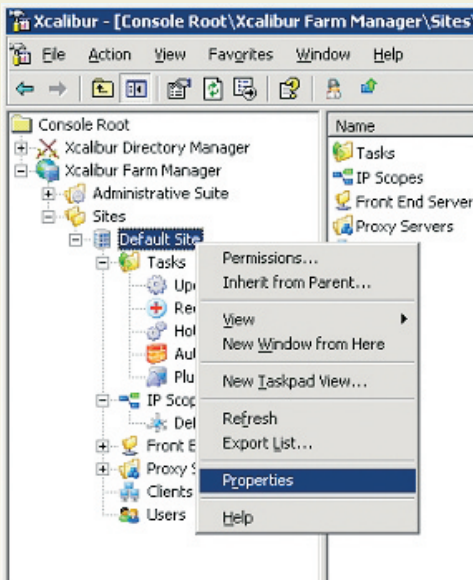 Xcalibur - [Console Root\Xcalibur Farm Manager\Sites\
File Action View Favorites Window Help
Console Root
Xcalibur Directory Manager
Xcalibur Farm Manager
Administrative Suite
Sites
Default Site
Tasks
IP Scop
Front E
Proxy S
Clients
Users
Name
Tasks
IP Scopes
Front End Server
Proxy Servers
Permissions...
Inherit from Parent...
View
New Window from Here
New Taskpad View...
Refresh
Export List...
Properties
Help